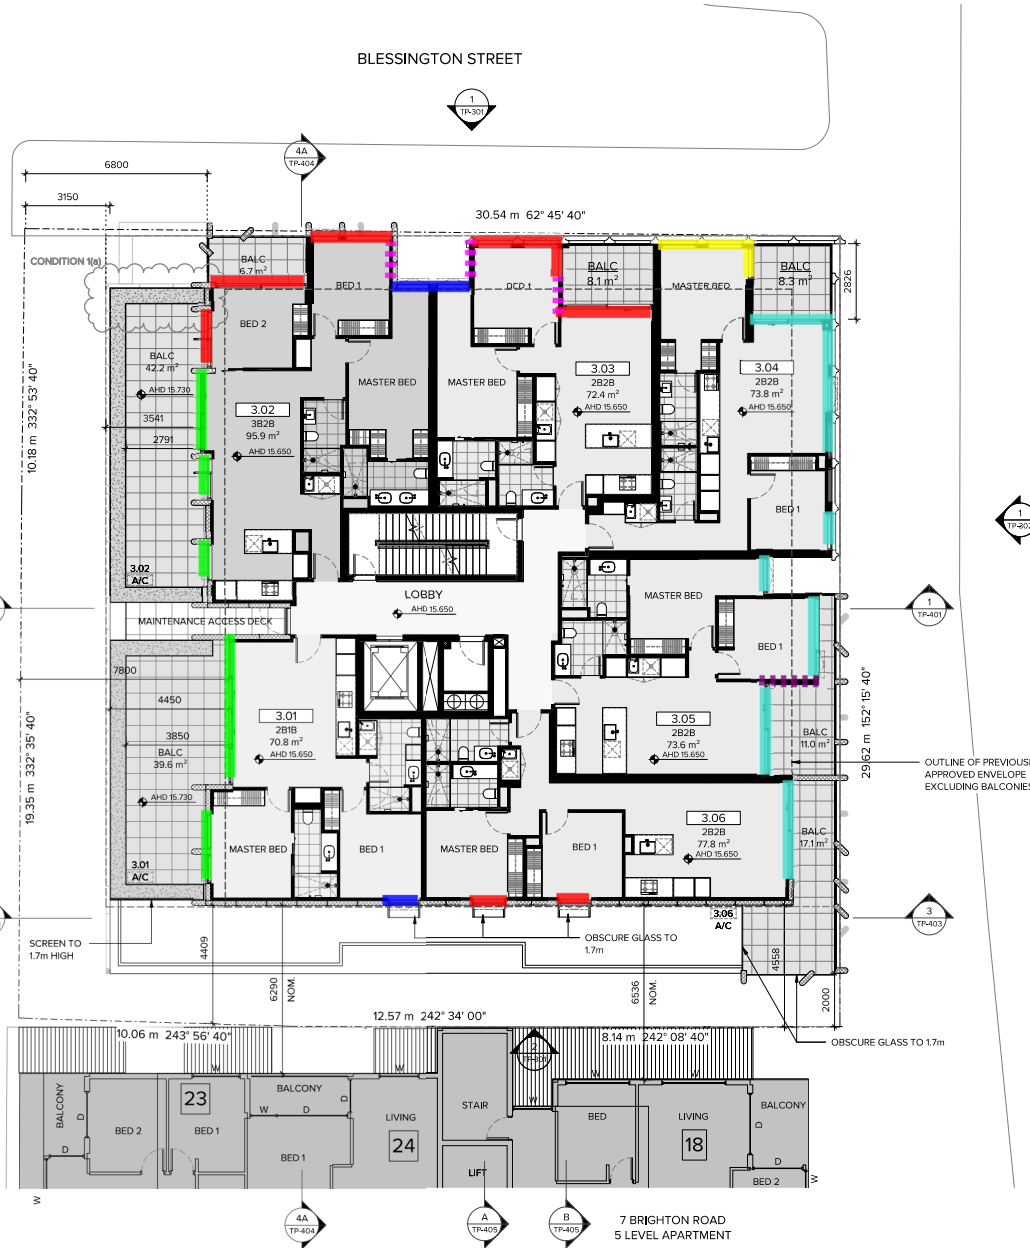 BLESSINGTON STREET
1
TP-301
4A
TP-404
6800
3150
30.54 m 62° 45' 40"
CONDITION 1(a)
BALC
6.7 m²
BED 1
BED 1
BALC
8.1 m²
MASTER BED
BALC
8.3 m²
2826
BED 2
BALC
42.2 m²
AHD 15.730
3541
2791
10.18 m 332° 53' 40"
3.02
3B2B
95.9 m²
AHD 15.650
MASTER BED
MASTER BED
3.03
2B2B
72.4 m²
AHD 15.650
3.04
2B2B
73.8 m²
AHD 15.650
BED 1
1
TP-302
3.02
A/C
LOBBY
AHD 15.650
MASTER BED
BED 1
1
TP-401
MAINTENANCE ACCESS DECK
7800
4450
3850
BALC
39.6 m²
AHD 15.730
19.35 m 332° 35' 40"
3.01
2B1B
70.8 m²
AHD 15.650
3.05
2B2B
73.6 m²
AHD 15.650
BALC
11.0 m²
29.62 m 152° 15' 40"
OUTLINE OF PREVIOUS
APPROVED ENVELOPE
EXCLUDING BALCONIES
3.06
2B2B
77.8 m²
AHD 15.650
BALC
17.1 m²
MASTER BED
BED 1
MASTER BED
BED 1
3.01
A/C
3.06
A/C
3
TP-403
SCREEN TO
1.7m HIGH
4409
6290
NOM.
OBSCURE GLASS TO
1.7m
6536
NOM.
4558
2000
12.57 m 242° 34' 00"
10.06 m 243° 56' 40"
8.14 m 242° 08' 40"
OBSCURE GLASS TO 1.7m
2
TP-301
W
W
W
W
BALCONY
D
D
BED 2
23
BED 1
BALCONY
W
D
D
BED 1
LIVING
24
STAIR
LIFT
BED
LIVING
18
BALCONY
D
D
BED 2
W
W
4A
TP-404
A
TP-405
B
TP-405
7 BRIGHTON ROAD
5 LEVEL APARTMENT